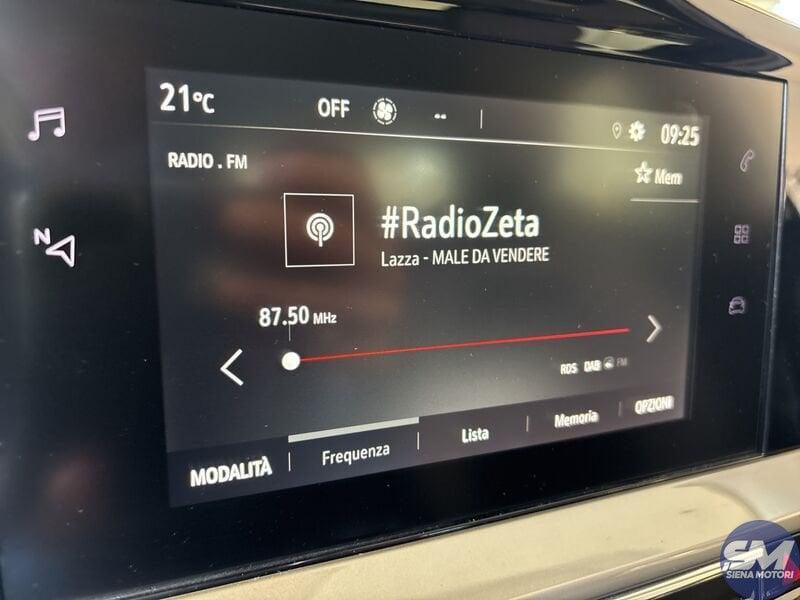 21°C OFF -- 09:25
RADIO . FM
Mem
#RadioZeta
Lazza - MALE DA VENDERE
87.50 MHz
RDS DAB FM
MODALITÀ Frequenza Lista Memoria OPZIONI
N
SM
SIENA MOTORI